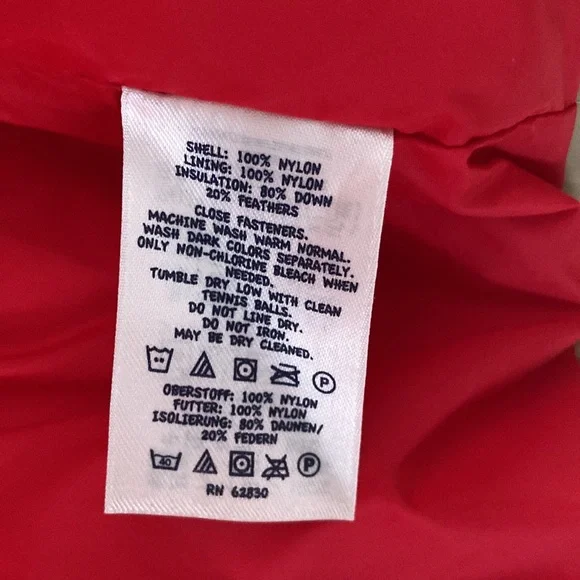 SHELL: 100% NYLON
LINING: 100% NYLON
INSULATION: 80% DOWN
20% FEATHERS
CLOSE FASTENERS.
MACHINE WASH WARM NORMAL.
WASH DARK COLORS SEPARATELY.
ONLY NON-CHLORINE BLEACH WHEN
NEEDED.
TUMBLE DRY LOW WITH CLEAN
TENNIS BALLS.
DO NOT LINE DRY.
DO NOT IRON.
MAY BE DRY CLEANED.
P
OBERSTOFF: 100% NYLON
FUTTER: 100% NYLON
ISOLIERUNG: 80% DAUNEN/
20% FEDERN
40 P
RN 62830